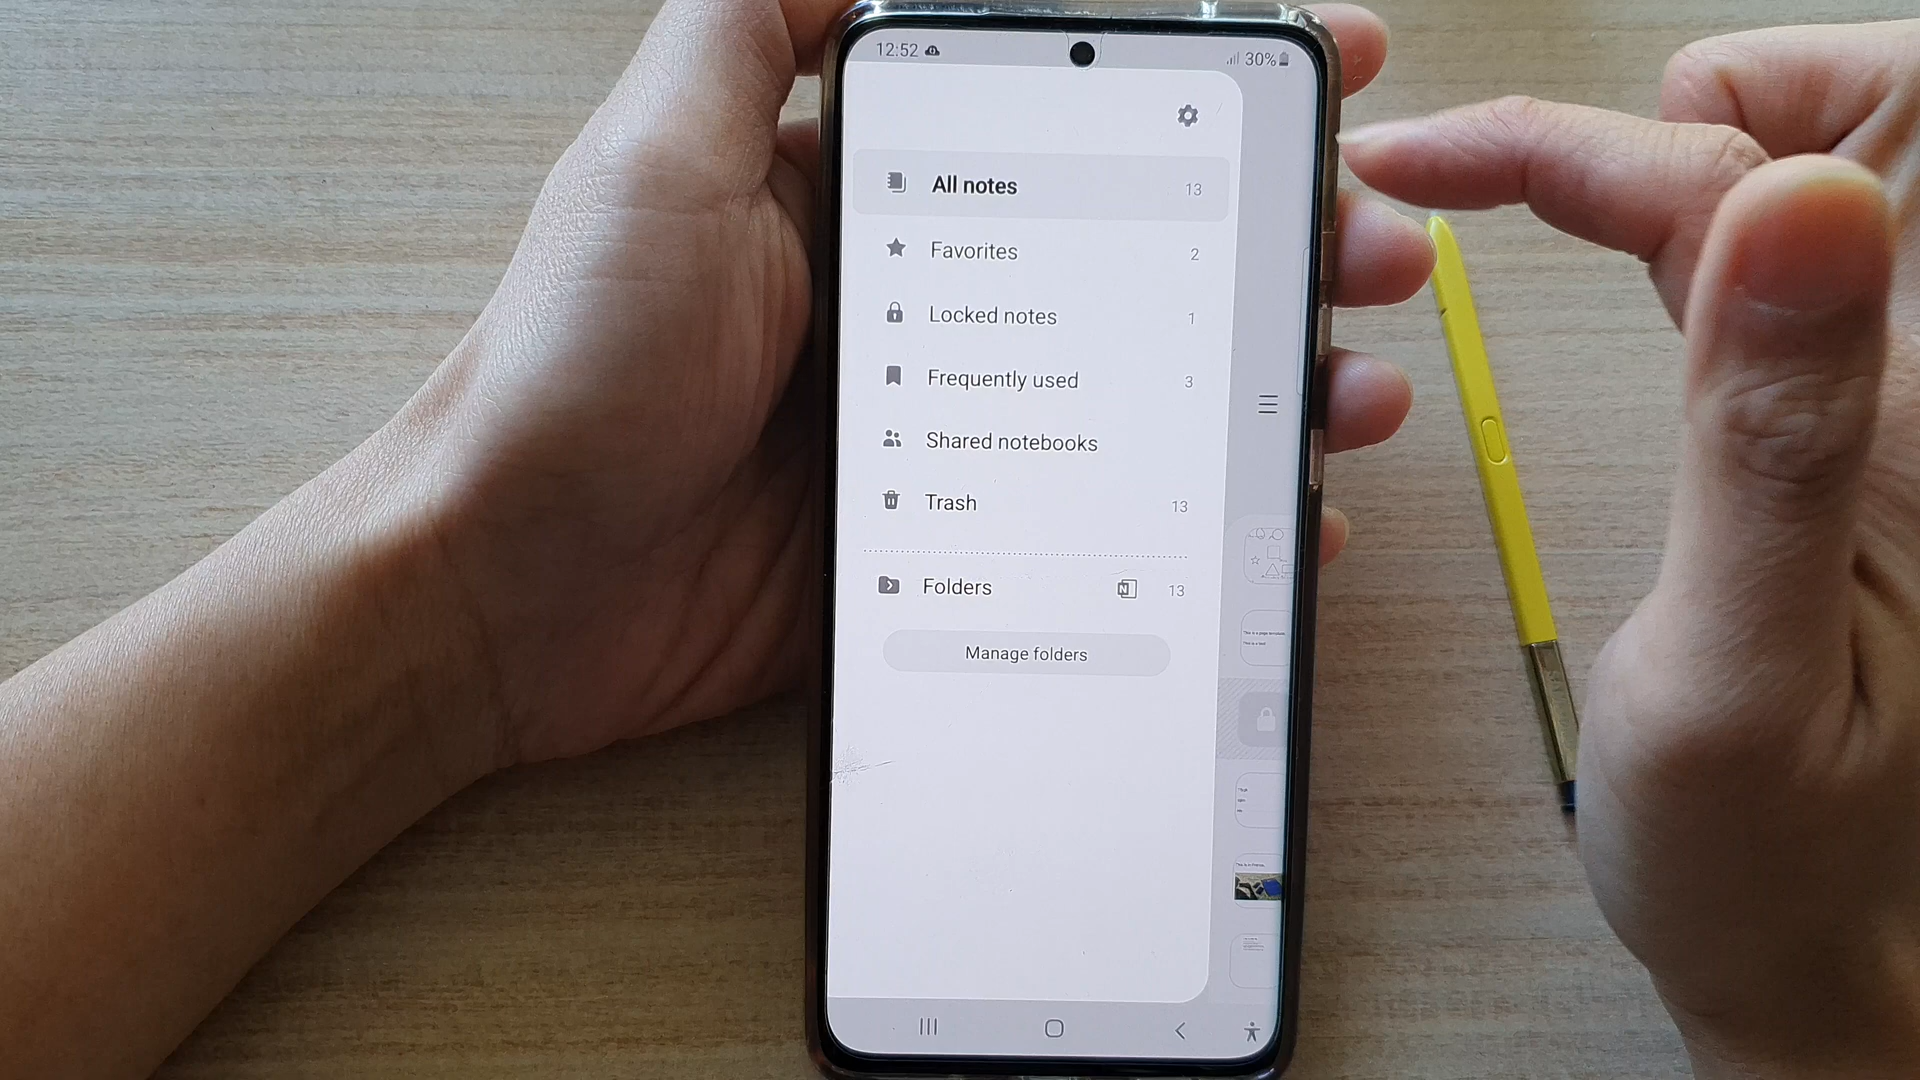 12:52
30%
All notes 13
Favorites 2
Locked notes 1
Frequently used 3
Shared notebooks
Trash 13
Folders N 13
Manage folders